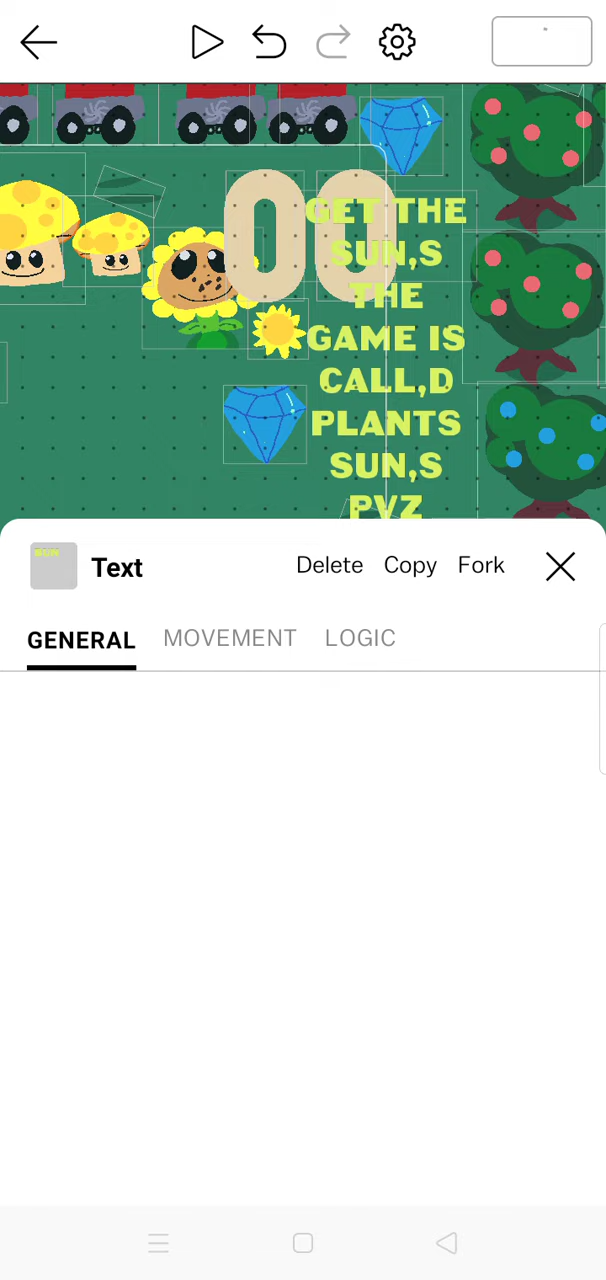 00
GET THE
SUN,S
THE
GAME IS
CALL,D
PLANTS
SUN,S
PVZ
Text
Delete Copy Fork
GENERAL MOVEMENT LOGIC